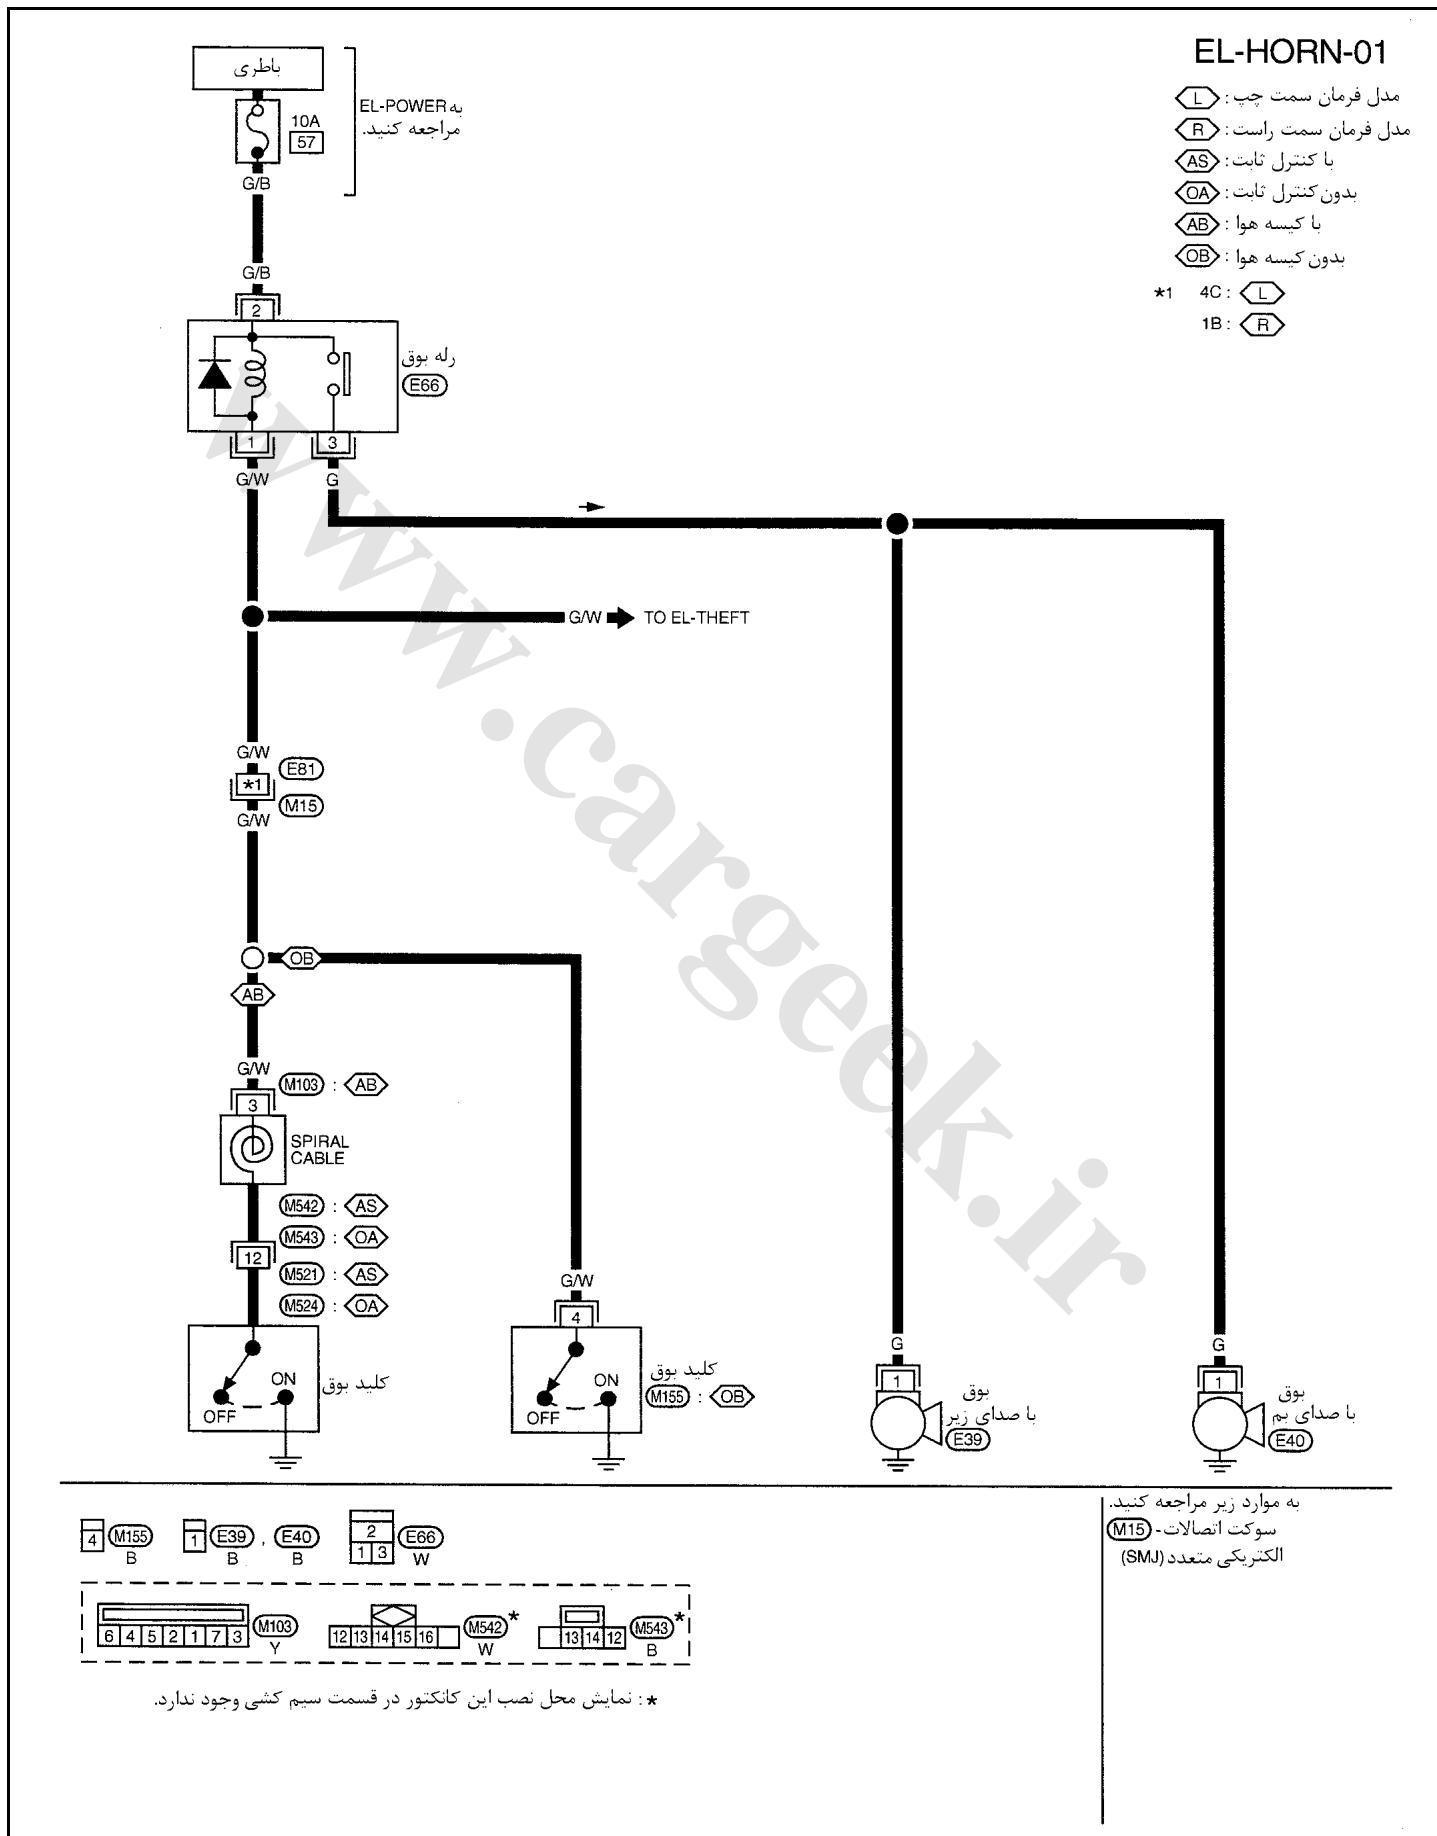 EL-HORN-01
مدل فرمان سمت چپ : L
مدل فرمان سمت راست : R
با کنترل ثابت : AS
بدون کنترل ثابت : OA
با کیسه هوا : AB
بدون کیسه هوا : OB
*1 4C : L
1B : R
باطری
10A
57
به EL-POWER
مراجعه کنید.
G/B
G/B
2
رله بوق
E66
1
3
G/W
G
G/W
TO EL-THEFT
G/W
E81
*1
M15
G/W
OB
AB
G/W
M103 : AB
3
SPIRAL
CABLE
M542 : AS
M543 : OA
12
M521 : AS
M524 : OA
کلید بوق
ON
OFF
G/W
4
کلید بوق
M155 : OB
ON
OFF
G
1
بوق
با صدای زیر
E39
G
1
بوق
با صدای بم
E40
4 M155
B
1 E39 , E40
B B
2
1 3
E66
W
6 4 5 2 1 7 3
M103
Y
12 13 14 15 16
M542 *
W
13 14 12
M543 *
B
* : نمایش محل نصب این کانکتور در قسمت سیم کشی وجود ندارد.
به موارد زیر مراجعه کنید.
M15 - سوکت اتصالات
الکتریکی متعدد (SMJ)
www.cargeek.ir